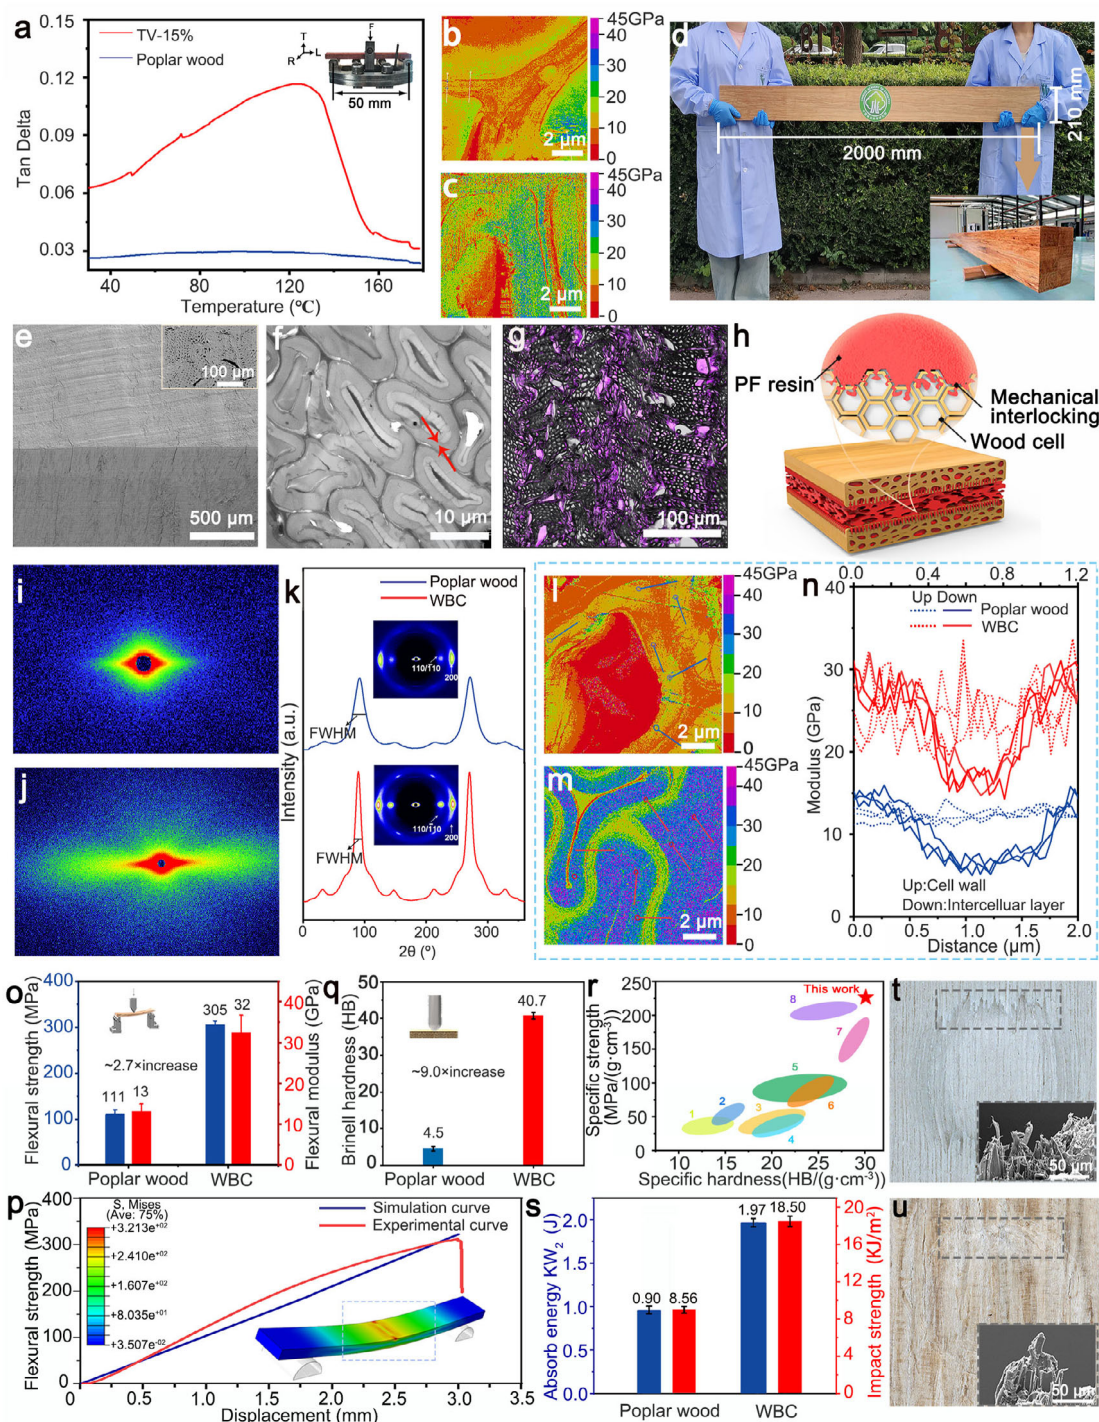 a
TV-15%
Poplar wood
F
T
R
L
50 mm
0.12
0.09
0.06
0.03
Tan Delta
40
80
120
160
Temperature (℃)
b
45GPa
40
30
20
10
0
2 μm
c
45GPa
40
30
20
10
0
2 μm
d
2000 mm
210 mm
e
100 μm
500 μm
f
10 μm
g
100 μm
h
PF resin
Mechanical
interlocking
Wood cell
i
j
k
Poplar wood
WBC
110/1̄10
200
FWHM
110/1̄10
200
FWHM
Intensity (a.u.)
0
100
200
300
2θ (º)
l
45GPa
40
30
20
10
0
2 μm
m
45GPa
40
30
20
10
0
2 μm
n
0.0
0.4
0.8
1.2
Up Down
Poplar wood
WBC
40
30
20
10
0
Modulus (GPa)
Up:Cell wall
Down:Intercelluar layer
0.0
0.5
1.0
1.5
2.0
Distance (μm)
o
400
300
200
100
0
Flexural strength (MPa)
111
13
~2.7×increase
305
32
40
30
20
10
0
Flexural modulus (GPa)
Poplar wood
WBC
q
50
40
30
20
10
0
Brinell hardness (HB)
4.5
~9.0×increase
40.7
Poplar wood
WBC
r
This work
250
225
200
175
150
125
100
75
50
25
0
Specific strength
(MPa/(g·cm⁻³))
1
2
3
4
5
6
7
8
10
15
20
25
30
Specific hardness(HB/(g·cm⁻³))
t
50 μm
p
400
300
200
100
0
Flexural strength (MPa)
S, Mises
(Ave: 75%)
+3.213e+02
+2.410e+02
+1.607e+02
+8.035e+01
+3.507e-02
Simulation curve
Experimental curve
0.0
0.5
1.0
1.5
2.0
2.5
3.0
3.5
Displacement (mm)
s
2.0
1.5
1.0
0.5
0.0
Absorb energy KW₂ (J)
0.90
8.56
1.97
18.50
20
16
12
8
4
0
Impact strength (KJ/m²)
Poplar wood
WBC
u
50 μm